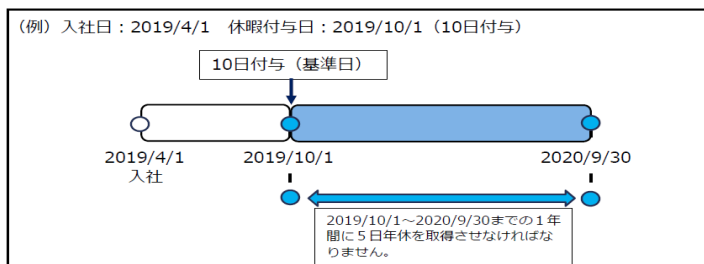 （例）入社日：2019/4/1　休暇付与日：2019/10/1（10日付与）
10日付与（基準日）
2019/4/1
入社
2019/10/1
2020/9/30
2019/10/1～2020/9/30までの１年
間に５日年休を取得させなければな
りません。